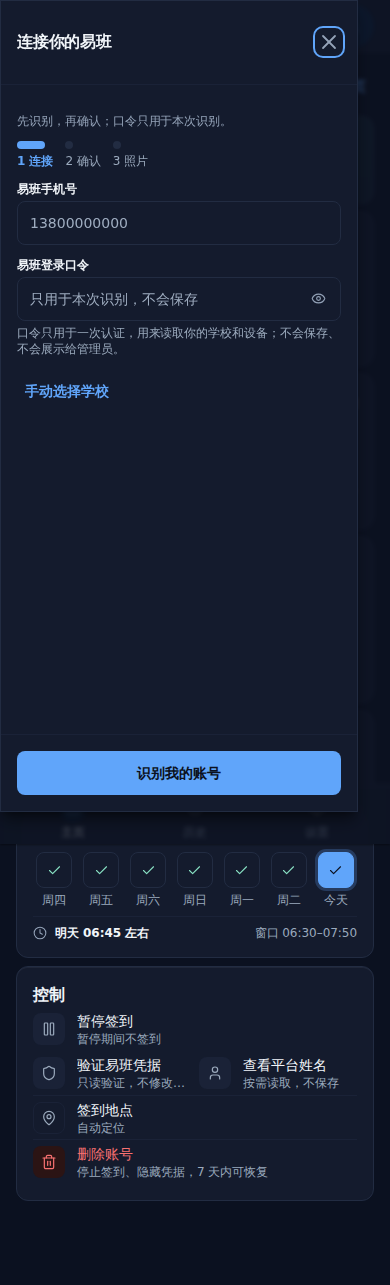 连接你的易班
先识别，再确认；口令只用于本次识别。
1 连接 2 确认 3 照片
易班手机号
13800000000
易班登录口令
只用于本次识别，不会保存
口令只用于一次认证，用来读取你的学校和设备；不会保存、
不会展示给管理员。
手动选择学校
识别我的账号
周四 周五 周六 周日 周一 周二 今天
明天 06:45 左右 窗口 06:30–07:50
控制
暂停签到
暂停期间不签到
验证易班凭据 查看平台姓名
只读验证，不修改… 按需读取，不保存
签到地点
自动定位
删除账号
停止签到、隐藏凭据，7 天内可恢复